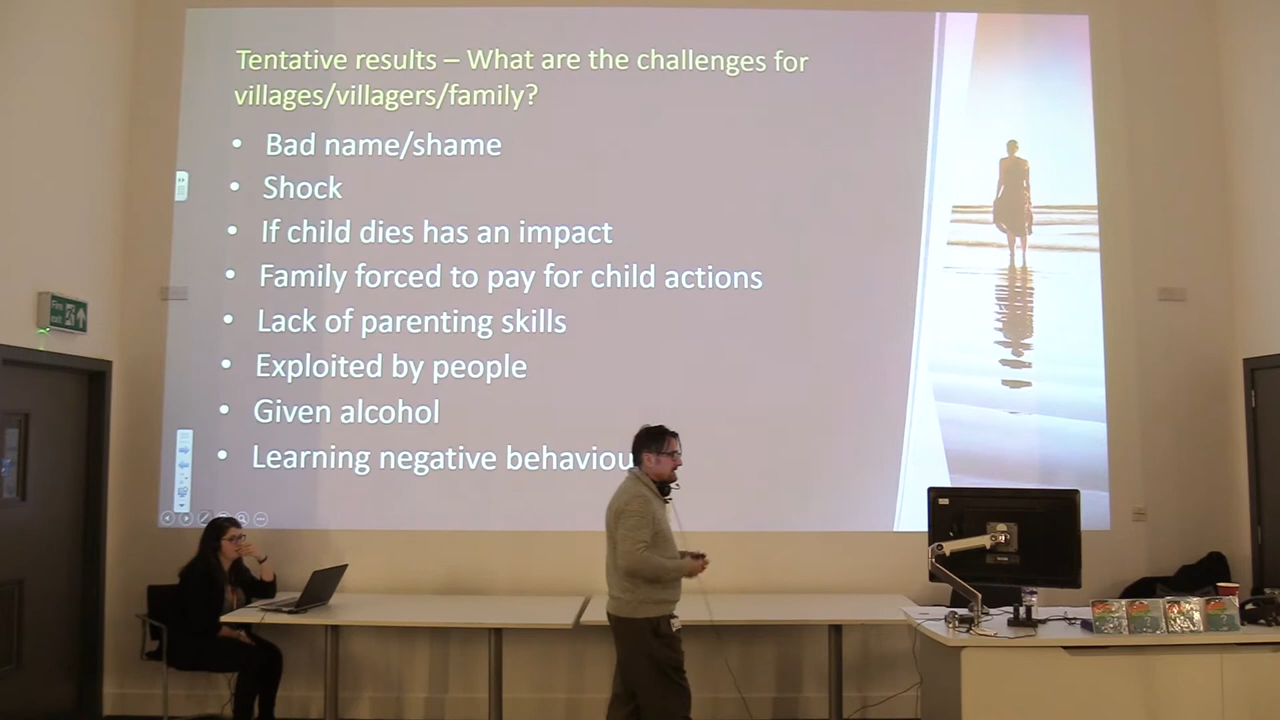 Tentative results – What are the challenges for
villages/villagers/family?
• Bad name/shame
• Shock
• If child dies has an impact
• Family forced to pay for child actions
• Lack of parenting skills
• Exploited by people
• Given alcohol
• Learning negative behaviou
Fire
exit